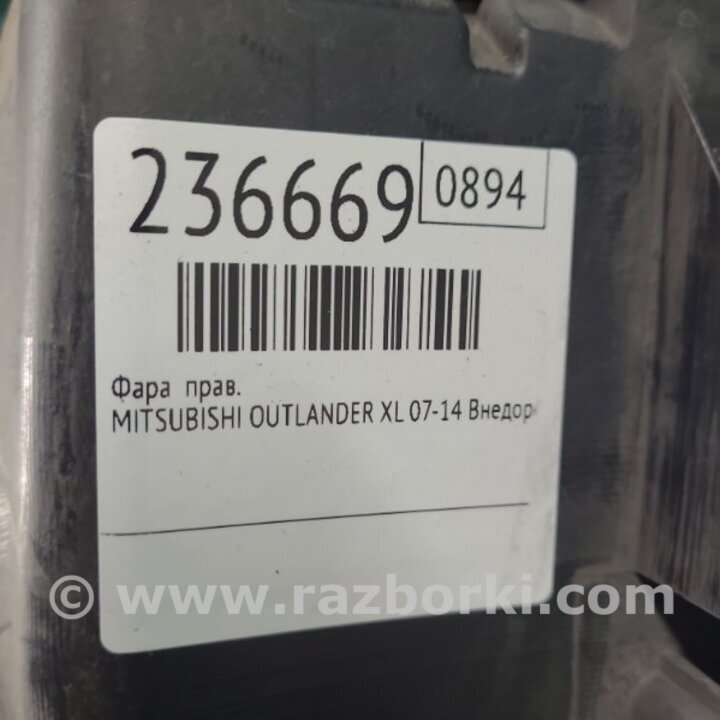 236669 0894
Фара прав.
MITSUBISHI OUTLANDER XL 07-14 Внедор
© www.razborki.com